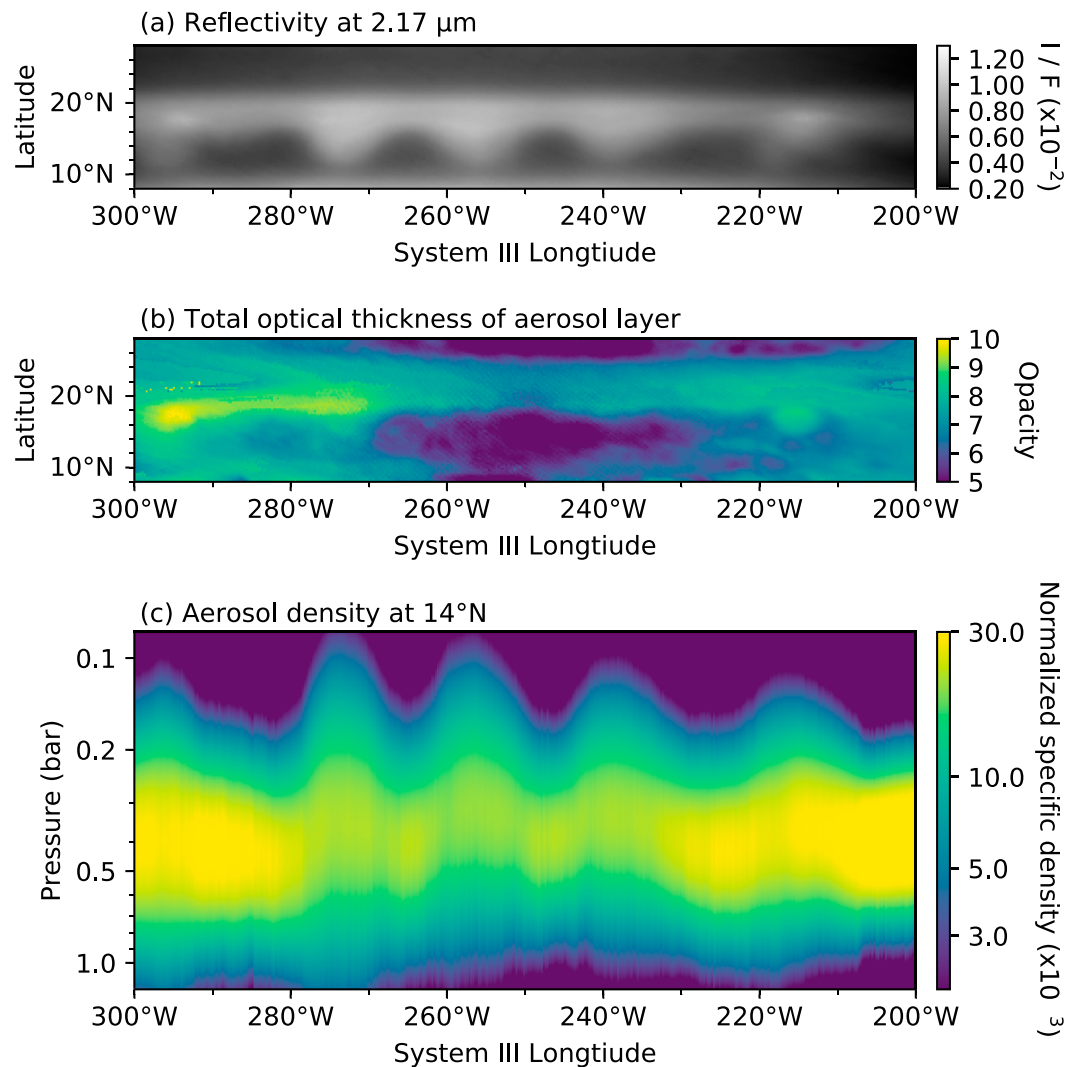 (a) Reflectivity at 2.17 μm
Latitude
20°N
10°N
300°W 280°W 260°W 240°W 220°W 200°W
System III Longtiude
1.20
1.00
0.80
0.60
0.40
0.20
I / F (x10⁻²)
(b) Total optical thickness of aerosol layer
Latitude
20°N
10°N
300°W 280°W 260°W 240°W 220°W 200°W
System III Longtiude
10
9
8
7
6
5
Opacity
(c) Aerosol density at 14°N
Pressure (bar)
0.1
0.2
0.5
1.0
300°W 280°W 260°W 240°W 220°W 200°W
System III Longtiude
30.0
10.0
5.0
3.0
Normalized specific density (x10 ³)